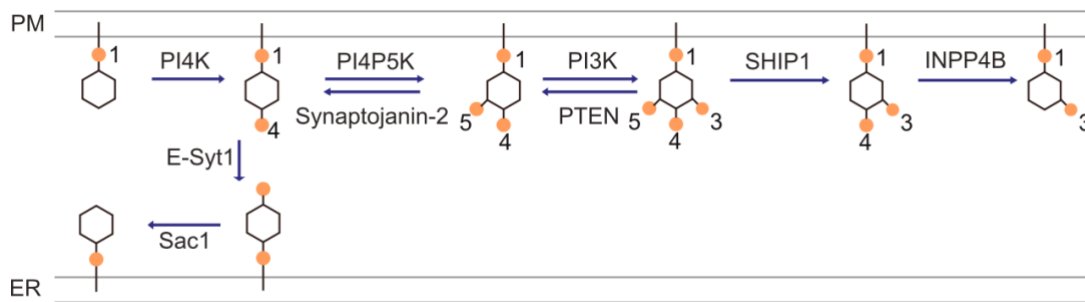 PM
1 PI4K 1 PI4P5K 1 PI3K 1 SHIP1 1 INPP4B 1
4 Synaptojanin-2 5 4 PTEN 5 4 3 4 3 3
E-Syt1
Sac1
ER